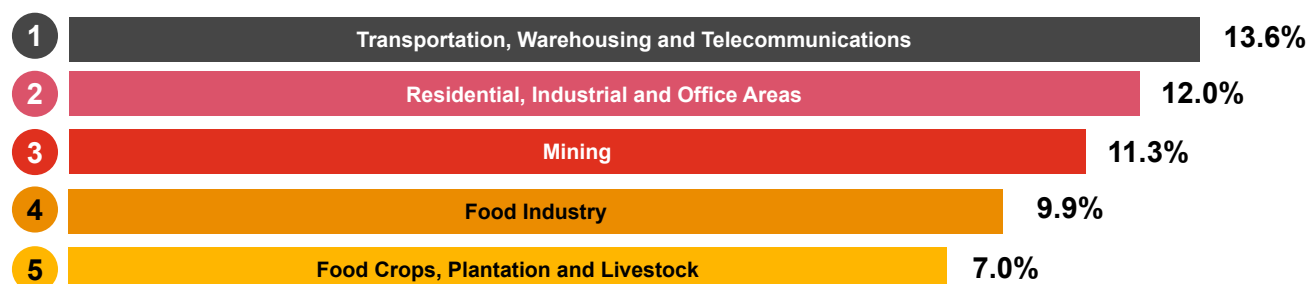 1 Transportation, Warehousing and Telecommunications 13.6%
2 Residential, Industrial and Office Areas 12.0%
3 Mining 11.3%
4 Food Industry 9.9%
5 Food Crops, Plantation and Livestock 7.0%